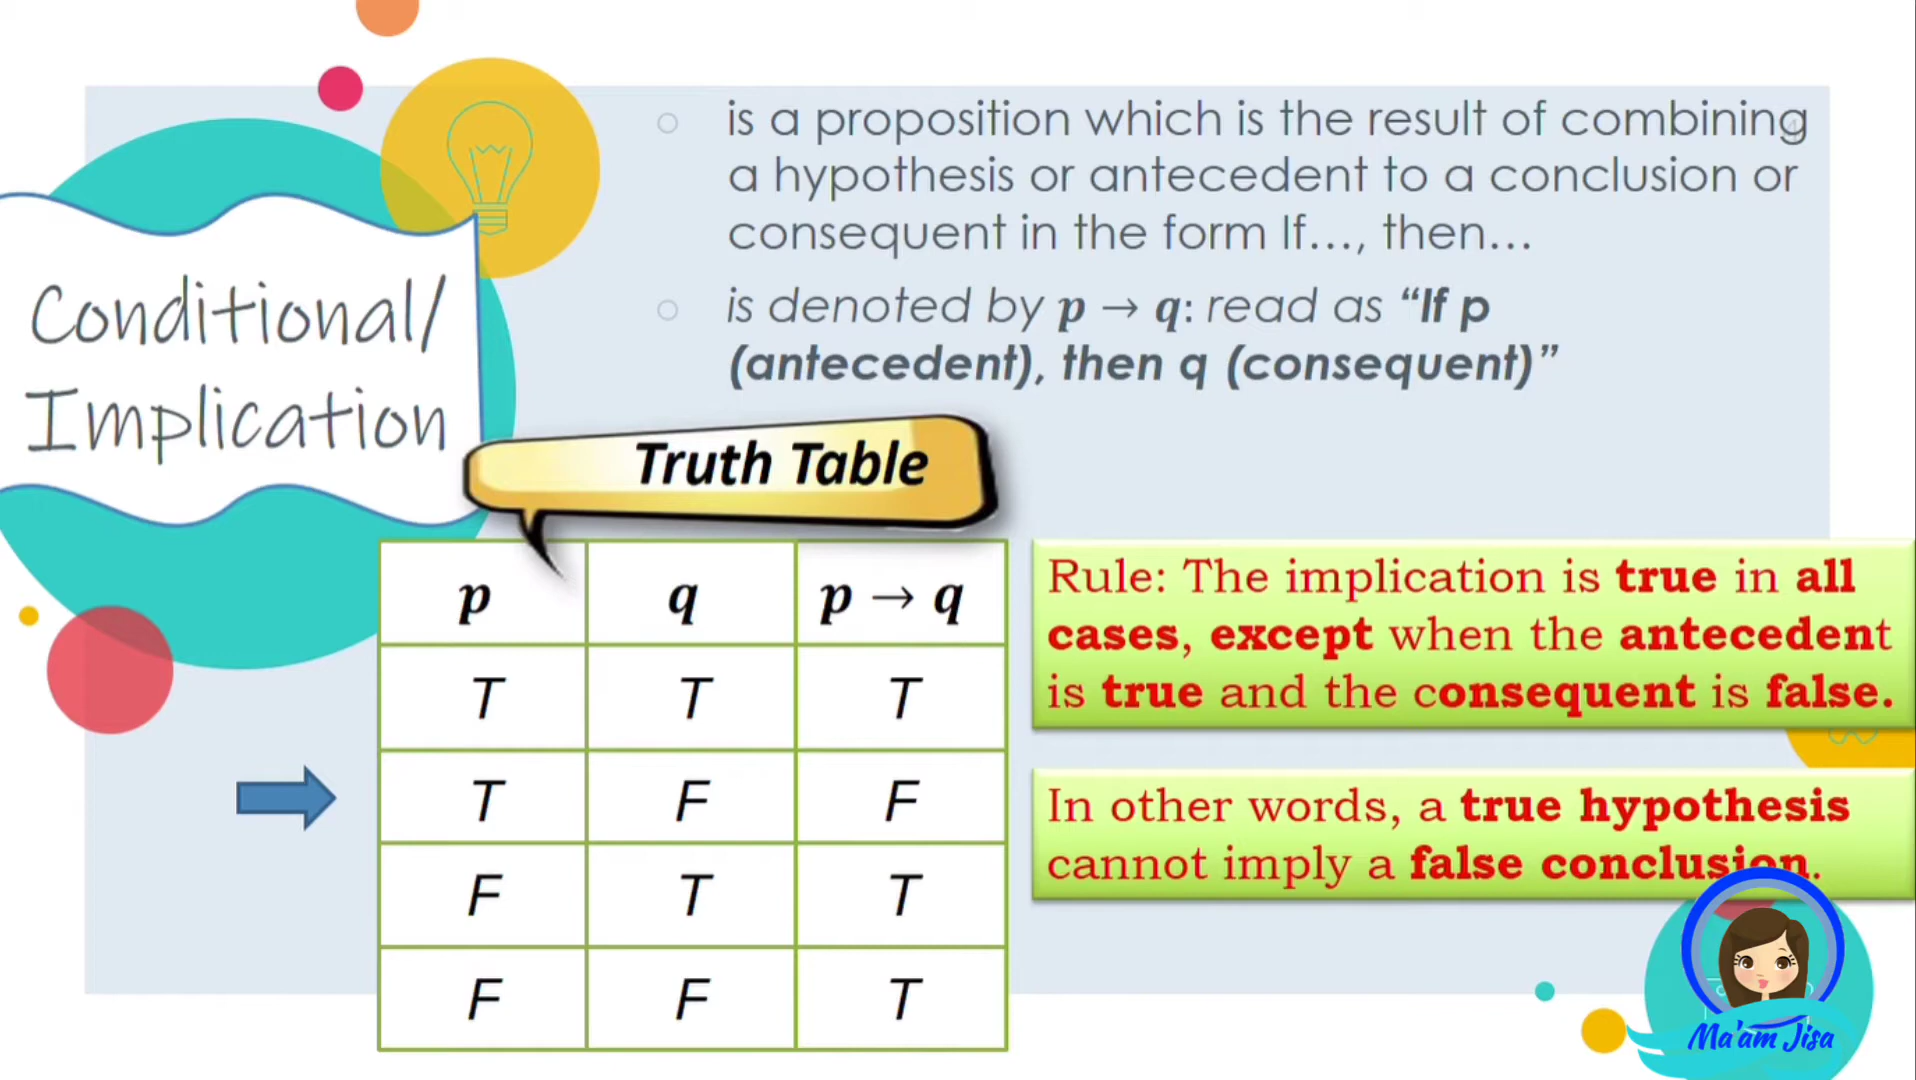 Conditional/
Implication
is a proposition which is the result of combining
a hypothesis or antecedent to a conclusion or
consequent in the form If…, then…
is denoted by p → q: read as “If p
(antecedent), then q (consequent)”
Truth Table
p q p → q
T T T
T F F
F T T
F F T
Rule: The implication is true in all
cases, except when the antecedent
is true and the consequent is false.
In other words, a true hypothesis
cannot imply a false conclusion.
Ma'am Jisa